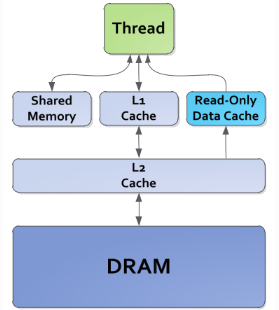 Thread
Shared
Memory
L1
Cache
Read-Only
Data Cache
L2
Cache
DRAM